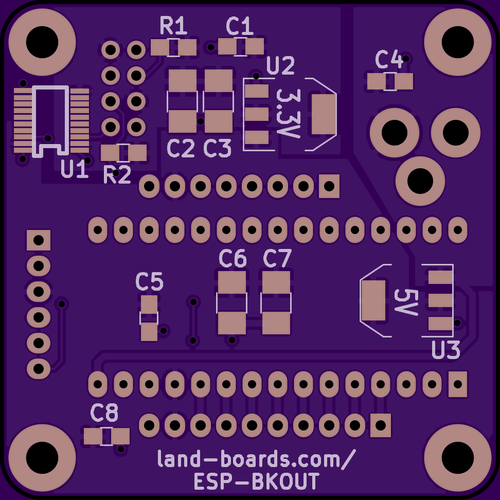 R1
C1
U2
C4
3.3V
U1
C2
C3
R2
C6
C7
C5
5V
U3
C8
land-boards.com/
ESP-BKOUT